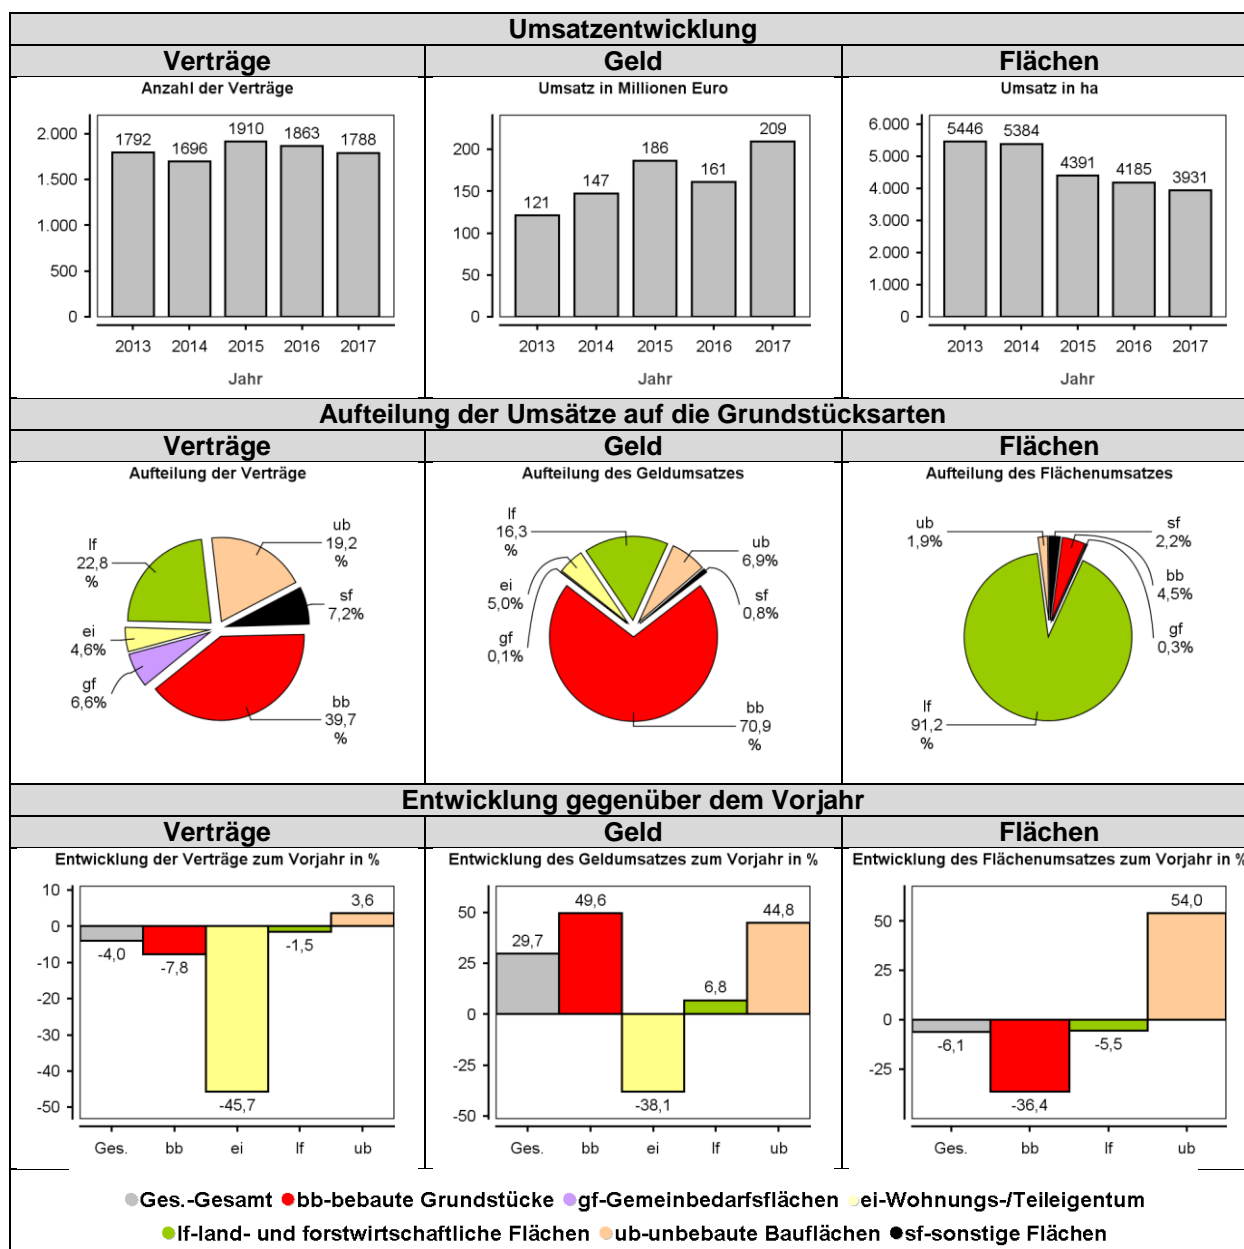 Umsatzentwicklung
Verträge Geld Flächen
Anzahl der Verträge
2.000
1.500
1.000
500
0
1792
1696
1910
1863
1788
2013 2014 2015 2016 2017
Jahr
Umsatz in Millionen Euro
200
150
100
50
0
121
147
186
161
209
2013 2014 2015 2016 2017
Jahr
Umsatz in ha
6.000
5.000
4.000
3.000
2.000
1.000
0
5446
5384
4391
4185
3931
2013 2014 2015 2016 2017
Jahr
Aufteilung der Umsätze auf die Grundstücksarten
Verträge Geld Flächen
Aufteilung der Verträge
lf
22,8
%
ub
19,2
%
sf
7,2%
ei
4,6%
gf
6,6%
bb
39,7
%
Aufteilung des Geldumsatzes
lf
16,3
%
ub
6,9%
ei
5,0%
sf
0,8%
gf
0,1%
bb
70,9
%
Aufteilung des Flächenumsatzes
ub
1,9%
sf
2,2%
bb
4,5%
gf
0,3%
lf
91,2
%
Entwicklung gegenüber dem Vorjahr
Verträge Geld Flächen
Entwicklung der Verträge zum Vorjahr in %
10
0
-10
-20
-30
-40
-50
-4,0
-7,8
-45,7
-1,5
3,6
Ges. bb ei lf ub
Entwicklung des Geldumsatzes zum Vorjahr in %
50
25
0
-25
-50
29,7
49,6
-38,1
6,8
44,8
Ges. bb ei lf ub
Entwicklung des Flächenumsatzes zum Vorjahr in %
50
25
0
-25
-6,1
-36,4
-5,5
54,0
Ges. bb lf ub
Ges.-Gesamt bb-bebaute Grundstücke gf-Gemeinbedarfsflächen ei-Wohnungs-/Teileigentum
lf-land- und forstwirtschaftliche Flächen ub-unbebaute Bauflächen sf-sonstige Flächen